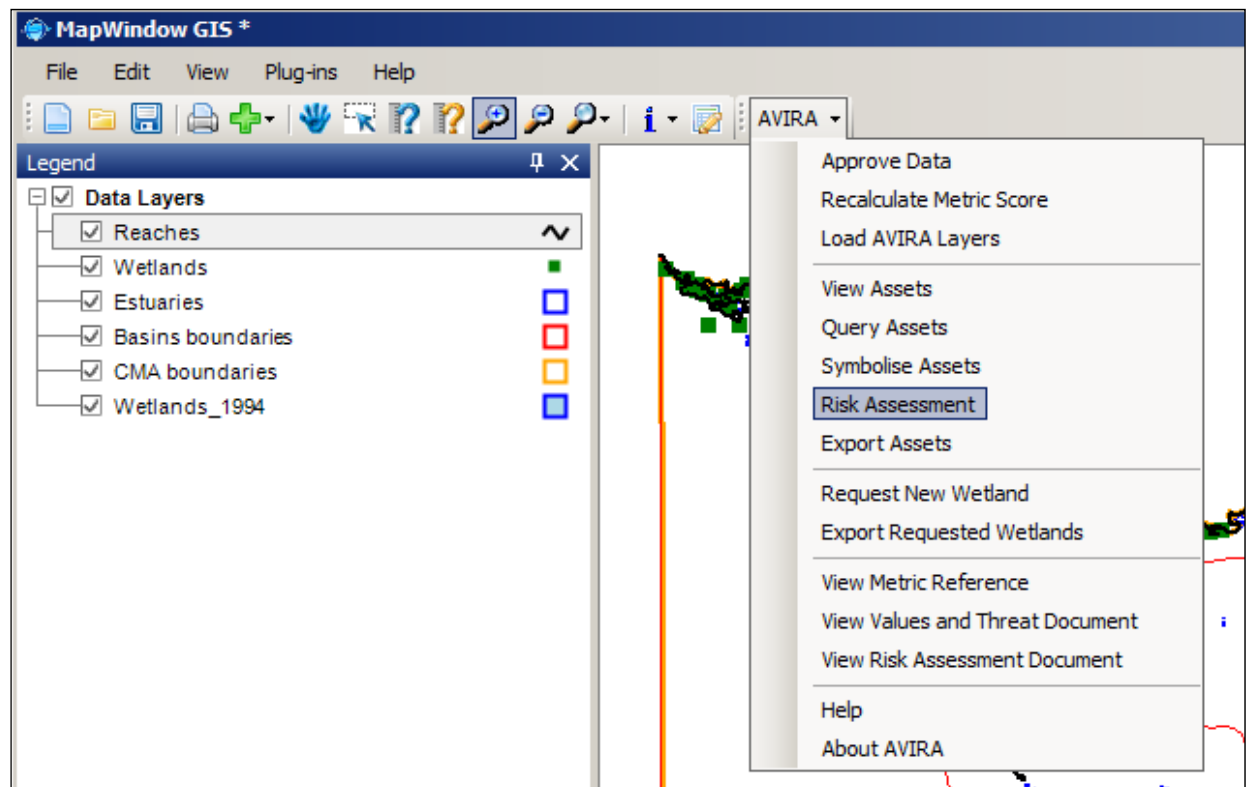 MapWindow GIS *
File Edit View Plug-ins Help
AVIRA
Legend
Data Layers
Reaches
Wetlands
Estuaries
Basins boundaries
CMA boundaries
Wetlands_1994
Approve Data
Recalculate Metric Score
Load AVIRA Layers
View Assets
Query Assets
Symbolise Assets
Risk Assessment
Export Assets
Request New Wetland
Export Requested Wetlands
View Metric Reference
View Values and Threat Document
View Risk Assessment Document
Help
About AVIRA